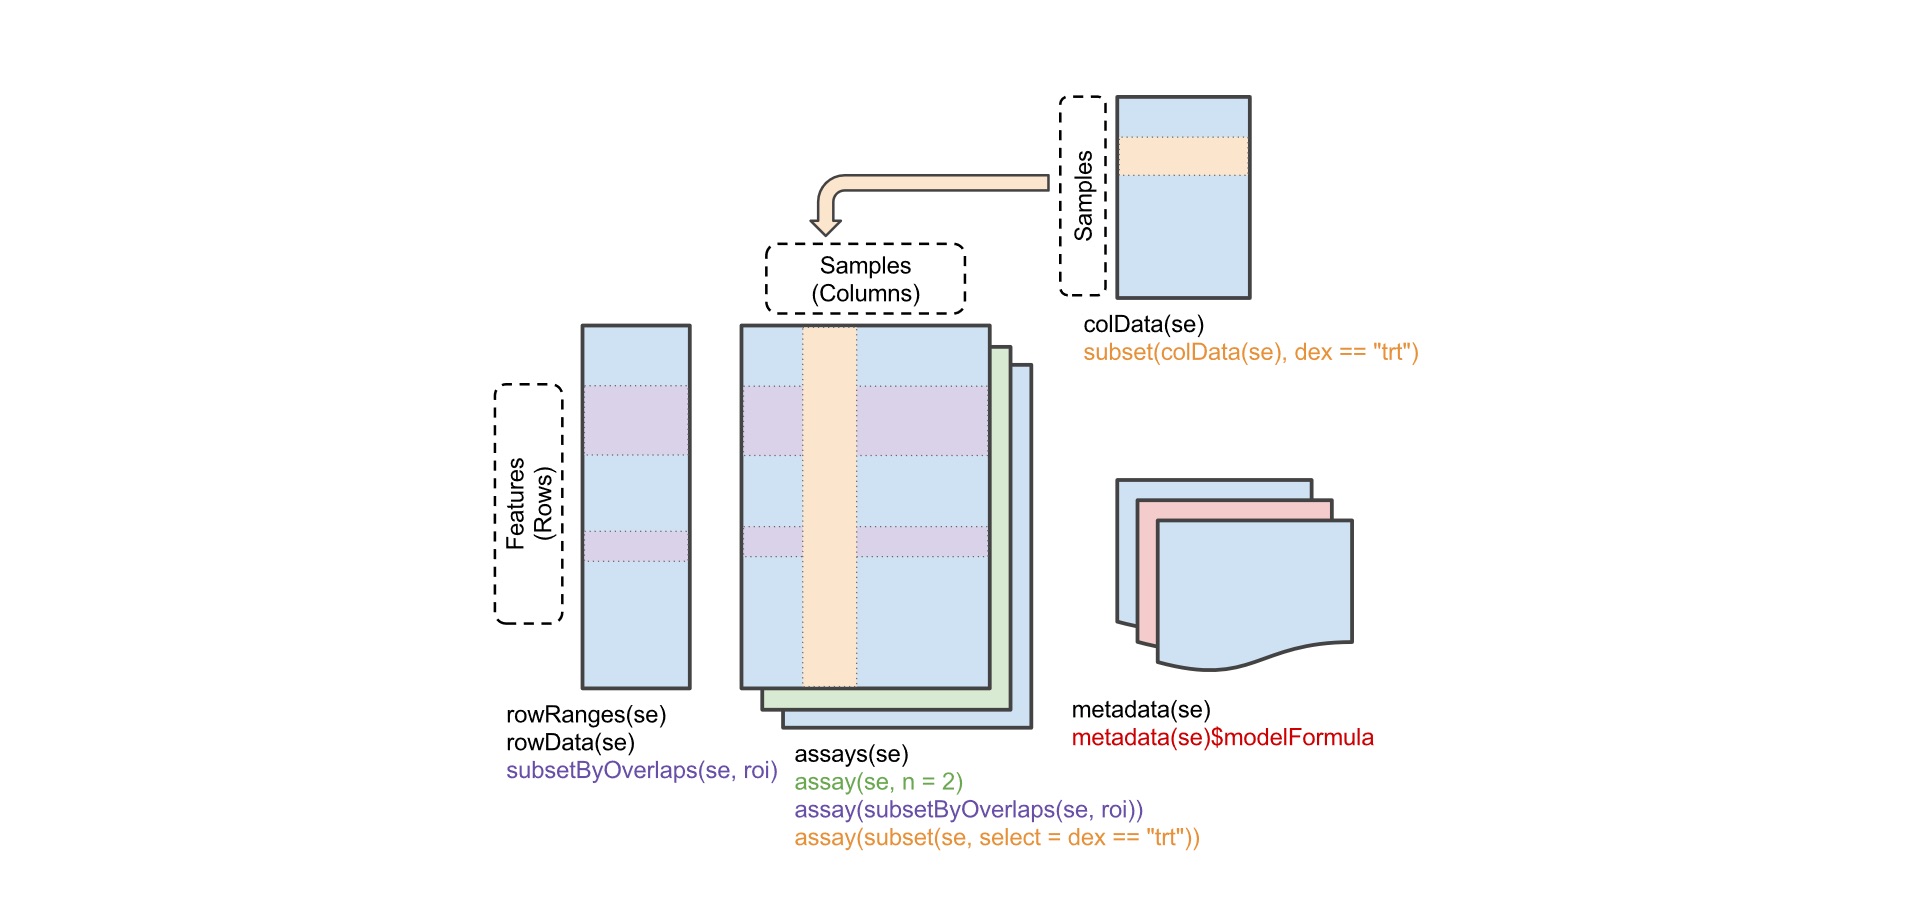 Samples
Samples
(Columns)
colData(se)
subset(colData(se), dex == "trt")
Features
(Rows)
rowRanges(se)
rowData(se)
subsetByOverlaps(se, roi)
assays(se)
assay(se, n = 2)
assay(subsetByOverlaps(se, roi))
assay(subset(se, select = dex == "trt"))
metadata(se)
metadata(se)$modelFormula